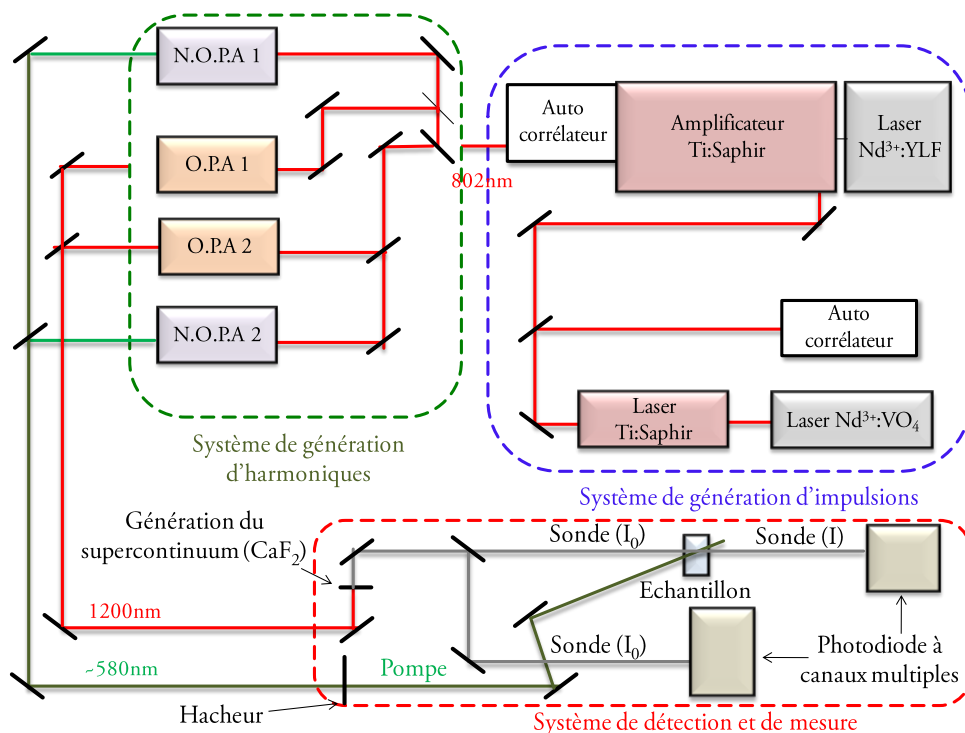 N.O.P.A 1
O.P.A 1
O.P.A 2
N.O.P.A 2
Système de génération
d'harmoniques
802nm
Auto
corrélateur
Amplificateur
Ti:Saphir
Laser
Nd³⁺:YLF
Auto
corrélateur
Laser
Ti:Saphir
Laser Nd³⁺:VO₄
Système de génération d'impulsions
Génération du
supercontinuum (CaF₂)
1200nm
~580nm
Hacheur
Pompe
Sonde (I₀)
Sonde (I)
Echantillon
Sonde (I₀)
Photodiode à
canaux multiples
Système de détection et de mesure